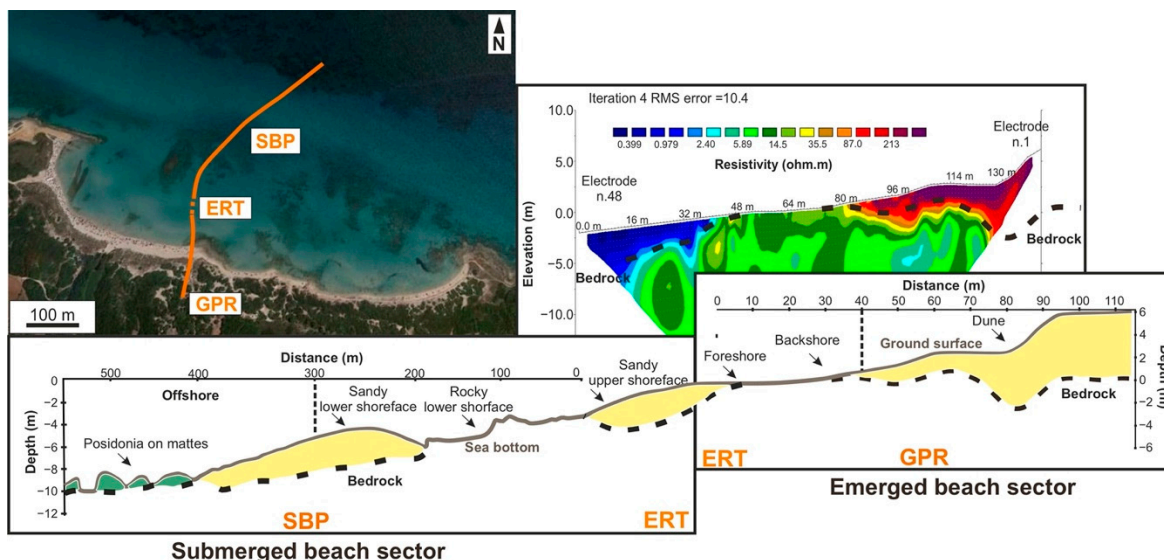 N
SBP
ERT
GPR
100 m
Iteration 4 RMS error =10.4
10.0
5.0
0.0
-5.0
-10.0
Elevation (m)
0.399 0.979 2.40 5.89 14.5 35.5 87.0 213
Resistivity (ohm.m)
Electrode
n.1
Electrode
n.48
0.0 m 16 m 32 m 48 m 64 m 80 m 96 m 114 m 130 m
Bedrock
Bedrock
Distance (m)
0 10 20 30 40 50 60 70 80 90 100 110
Dune
Backshore
Ground surface
Foreshore
Bedrock
6
4
2
0
-2
-4
-6
GPR
ERT
Emerged beach sector
Distance (m)
500 400 300 200 100 0
Offshore
Sandy
lower shoreface
Rocky
lower shorface
Sandy
upper shoreface
Posidonia on mattes
Sea bottom
Bedrock
0
-2
-4
-6
-8
-10
-12
Depth (m)
SBP
ERT
Submerged beach sector